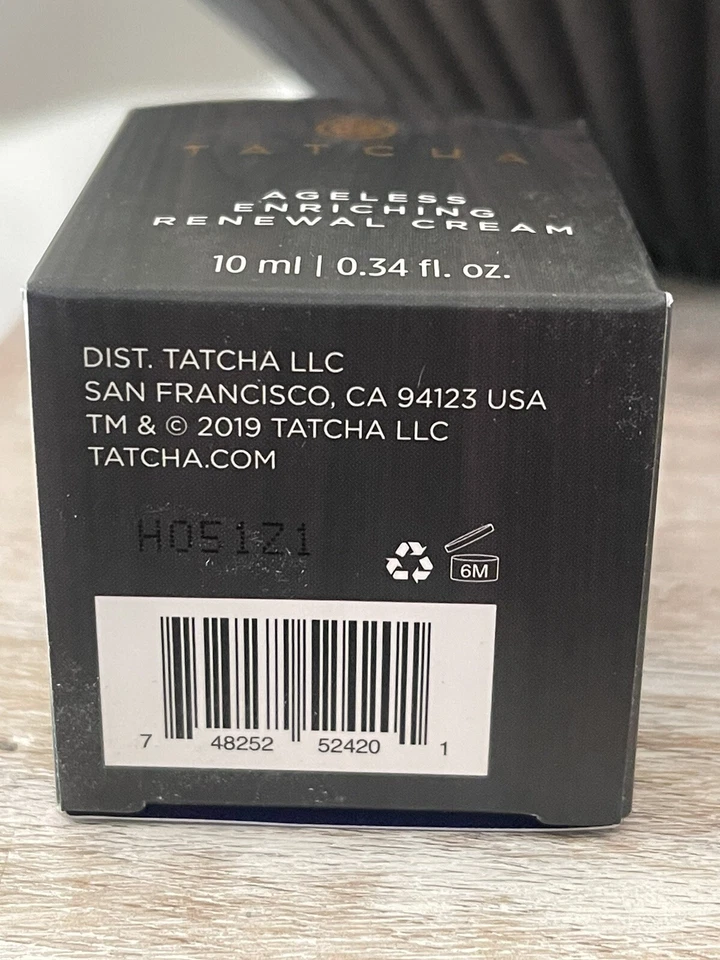 TATCHA
AGELESS
ENRICHING
RENEWAL CREAM
10 ml | 0.34 fl. oz.
DIST. TATCHA LLC
SAN FRANCISCO, CA 94123 USA
TM & © 2019 TATCHA LLC
TATCHA.COM
H051Z1
6M
7 48252 52420 1